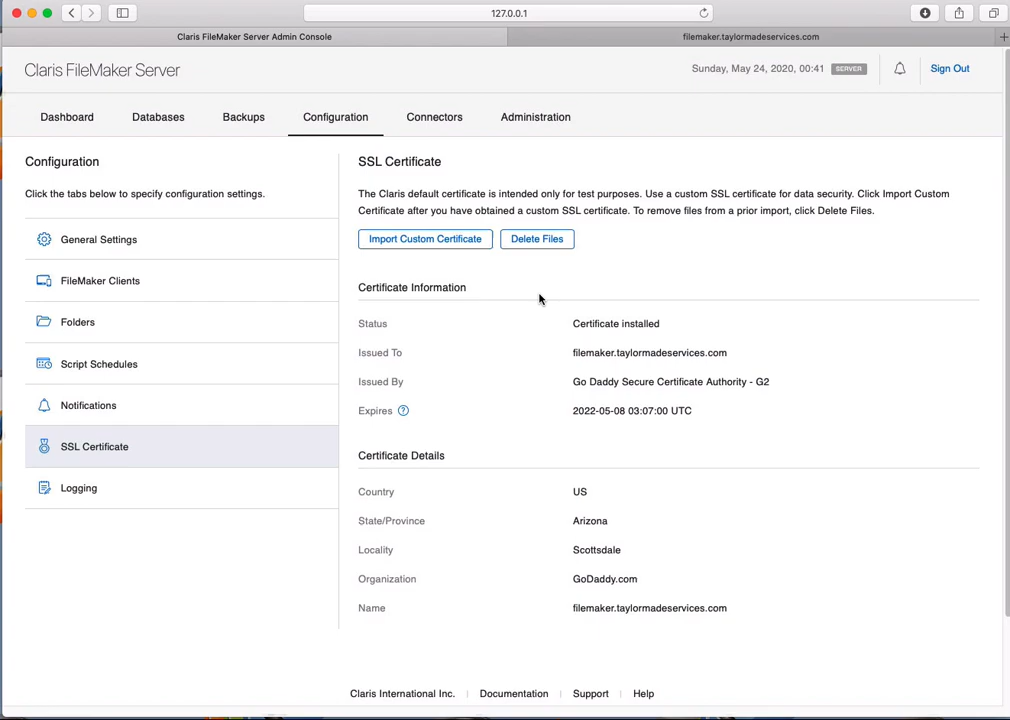 127.0.0.1
Claris FileMaker Server Admin Console
filemaker.taylormadeservices.com
Claris FileMaker Server
Sunday, May 24, 2020, 00:41
SERVER
Sign Out
Dashboard
Databases
Backups
Configuration
Connectors
Administration
Configuration
Click the tabs below to specify configuration settings.
General Settings
FileMaker Clients
Folders
Script Schedules
Notifications
SSL Certificate
Logging
SSL Certificate
The Claris default certificate is intended only for test purposes. Use a custom SSL certificate for data security. Click Import Custom
Certificate after you have obtained a custom SSL certificate. To remove files from a prior import, click Delete Files.
Import Custom Certificate
Delete Files
Certificate Information
Status Certificate installed
Issued To filemaker.taylormadeservices.com
Issued By Go Daddy Secure Certificate Authority - G2
Expires ? 2022-05-08 03:07:00 UTC
Certificate Details
Country US
State/Province Arizona
Locality Scottsdale
Organization GoDaddy.com
Name filemaker.taylormadeservices.com
Claris International Inc.
Documentation
Support
Help